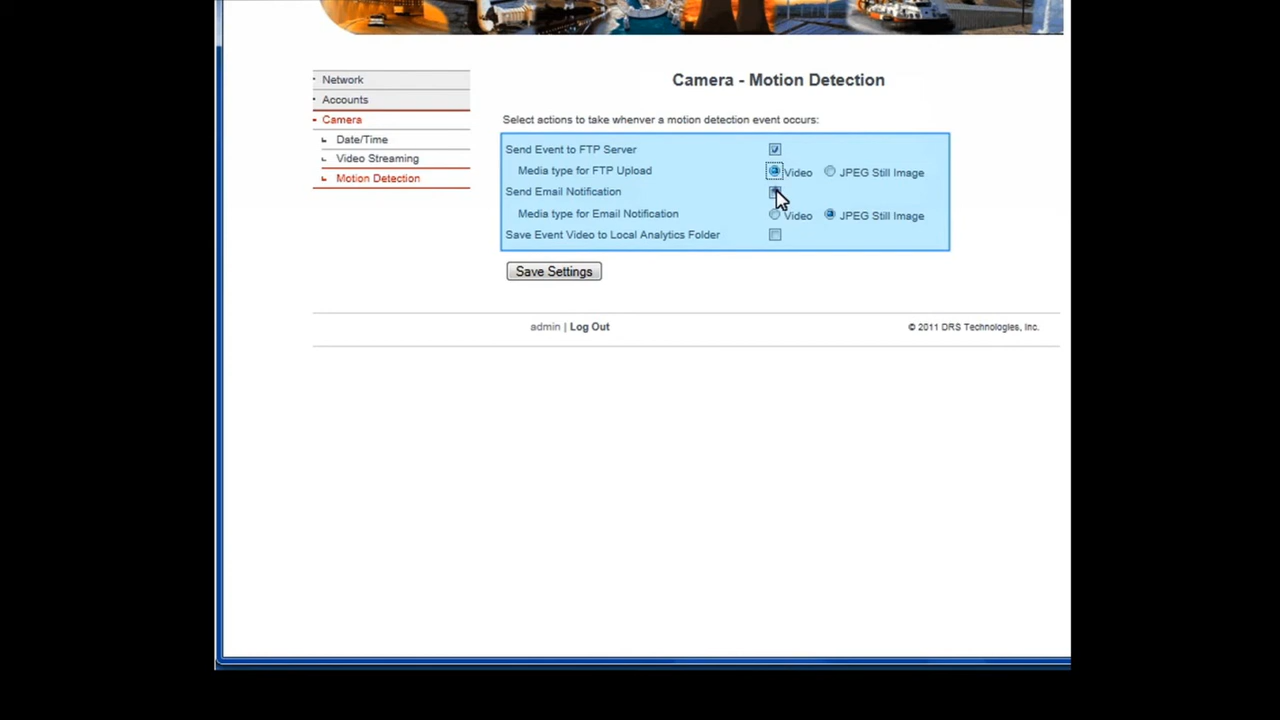 Network
Accounts
Camera
Date/Time
Video Streaming
Motion Detection
Camera - Motion Detection
Select actions to take whenver a motion detection event occurs:
Send Event to FTP Server
Media type for FTP Upload Video JPEG Still Image
Send Email Notification
Media type for Email Notification Video JPEG Still Image
Save Event Video to Local Analytics Folder
Save Settings
admin | Log Out © 2011 DRS Technologies, Inc.